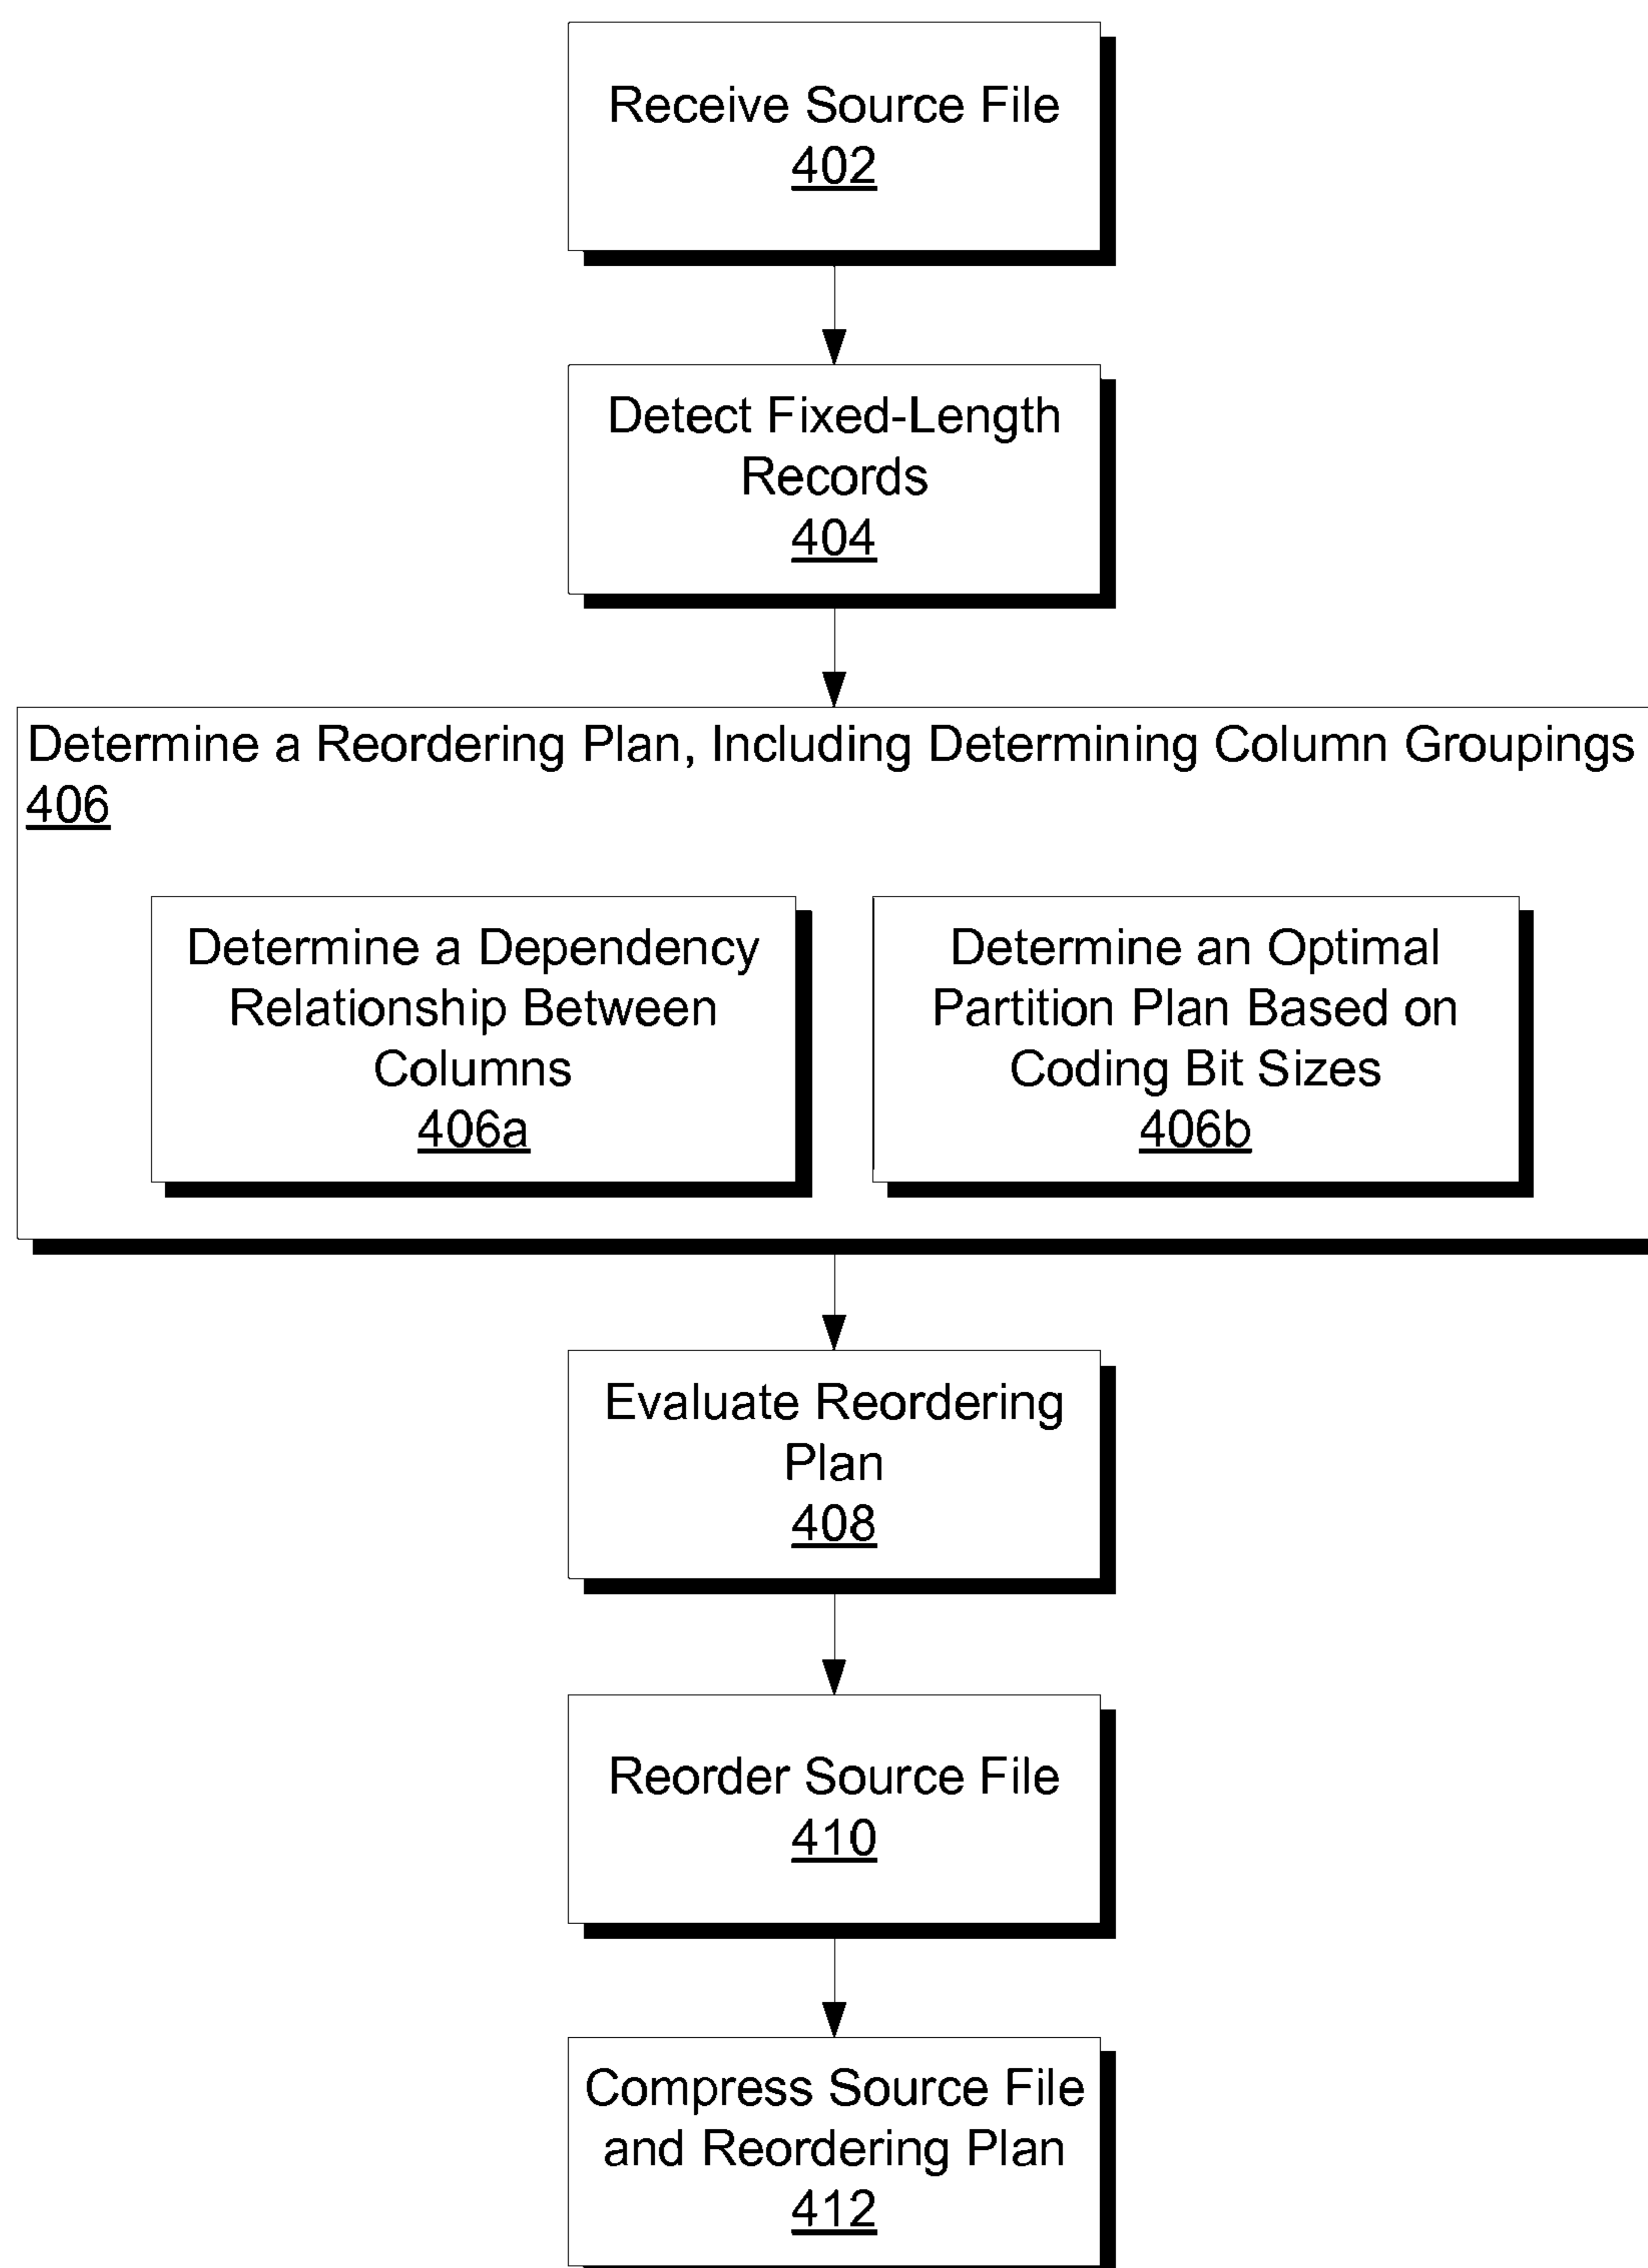 Receive Source File
402
Detect Fixed-Length
Records
404
Determine a Reordering Plan, Including Determining Column Groupings
406
Determine a Dependency
Relationship Between
Columns
406a
Determine an Optimal
Partition Plan Based on
Coding Bit Sizes
406b
Evaluate Reordering
Plan
408
Reorder Source File
410
Compress Source File
and Reordering Plan
412